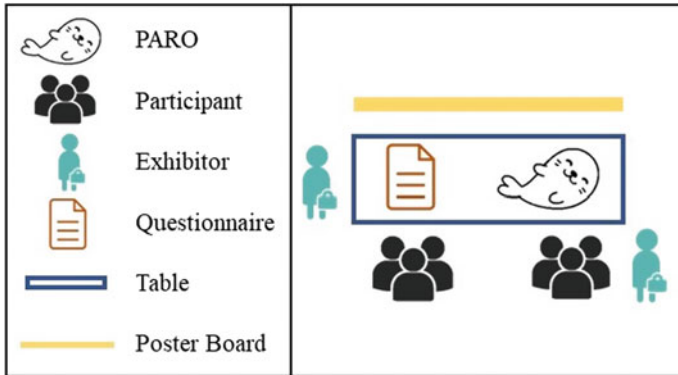 PARO
Participant
Exhibitor
Questionnaire
Table
Poster Board